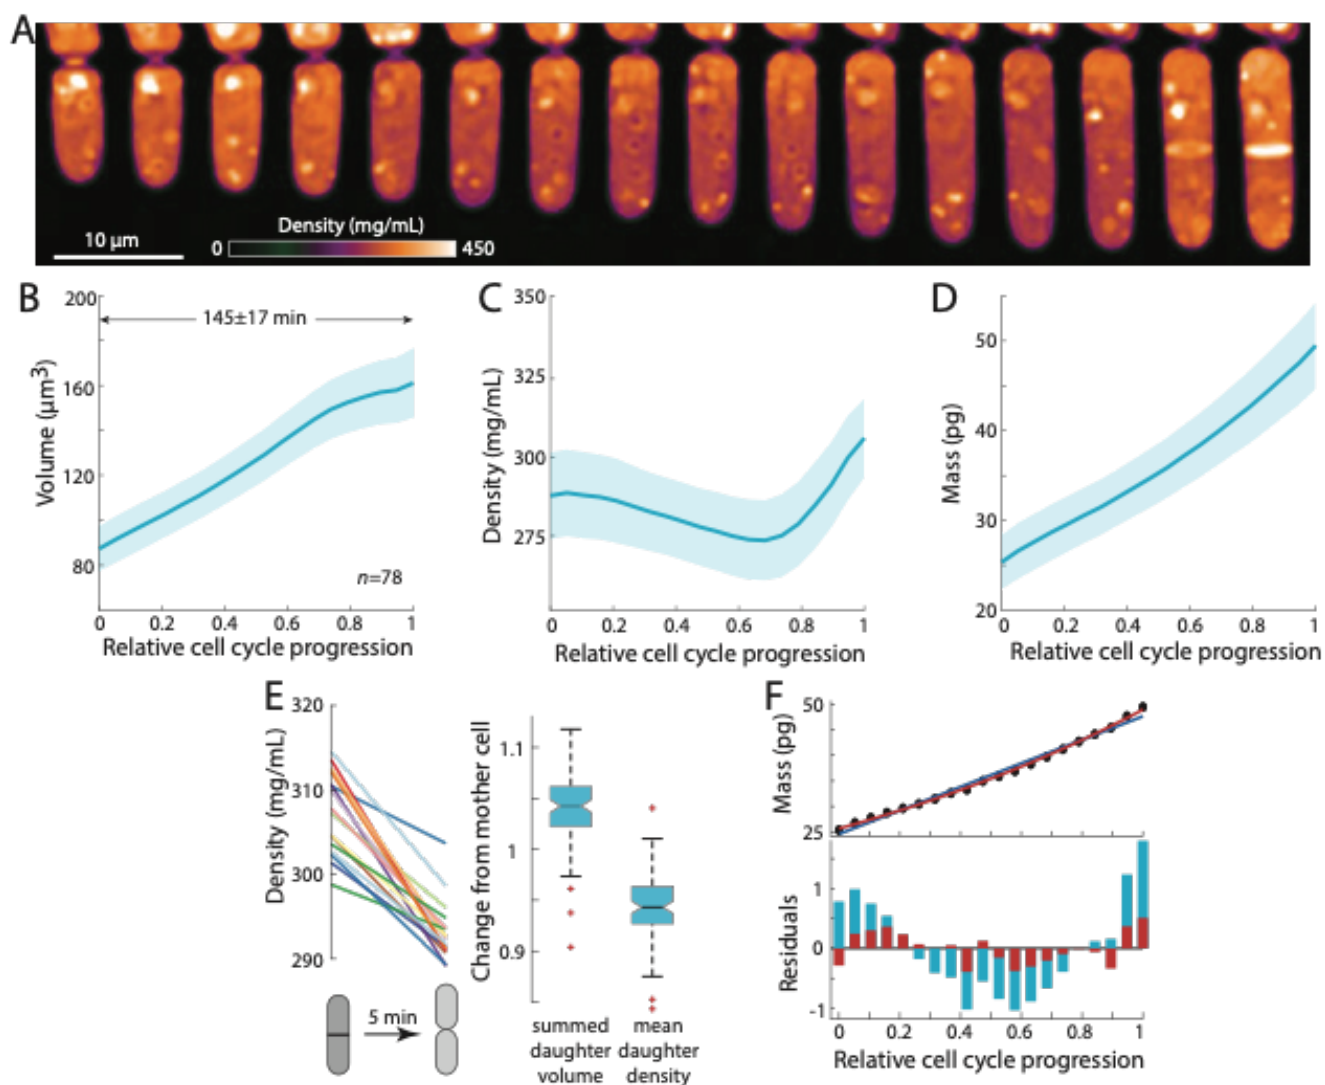 A
10 µm
Density (mg/mL)
0
450
B
200
160
120
80
Volume (µm³)
145±17 min
n=78
0
0.2
0.4
0.6
0.8
1
Relative cell cycle progression
C
350
325
300
275
Density (mg/mL)
0
0.2
0.4
0.6
0.8
1
Relative cell cycle progression
D
50
40
30
20
Mass (pg)
0
0.2
0.4
0.6
0.8
1
Relative cell cycle progression
E
320
310
300
290
Density (mg/mL)
5 min
Change from mother cell
1.1
1
0.9
summed
daughter
volume
mean
daughter
density
F
50
25
Mass (pg)
1
0
-1
Residuals
0
0.2
0.4
0.6
0.8
1
Relative cell cycle progression